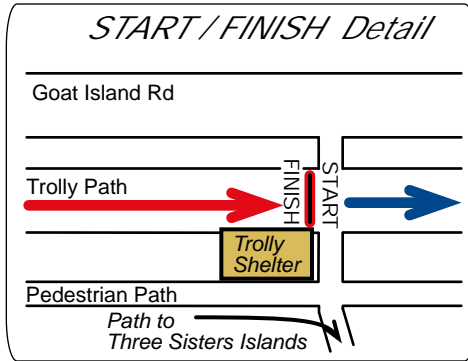 START / FINISH Detail
Goat Island Rd
Trolly Path
FINISH
START
Trolly
Shelter
Pedestrian Path
Path to
Three Sisters Islands